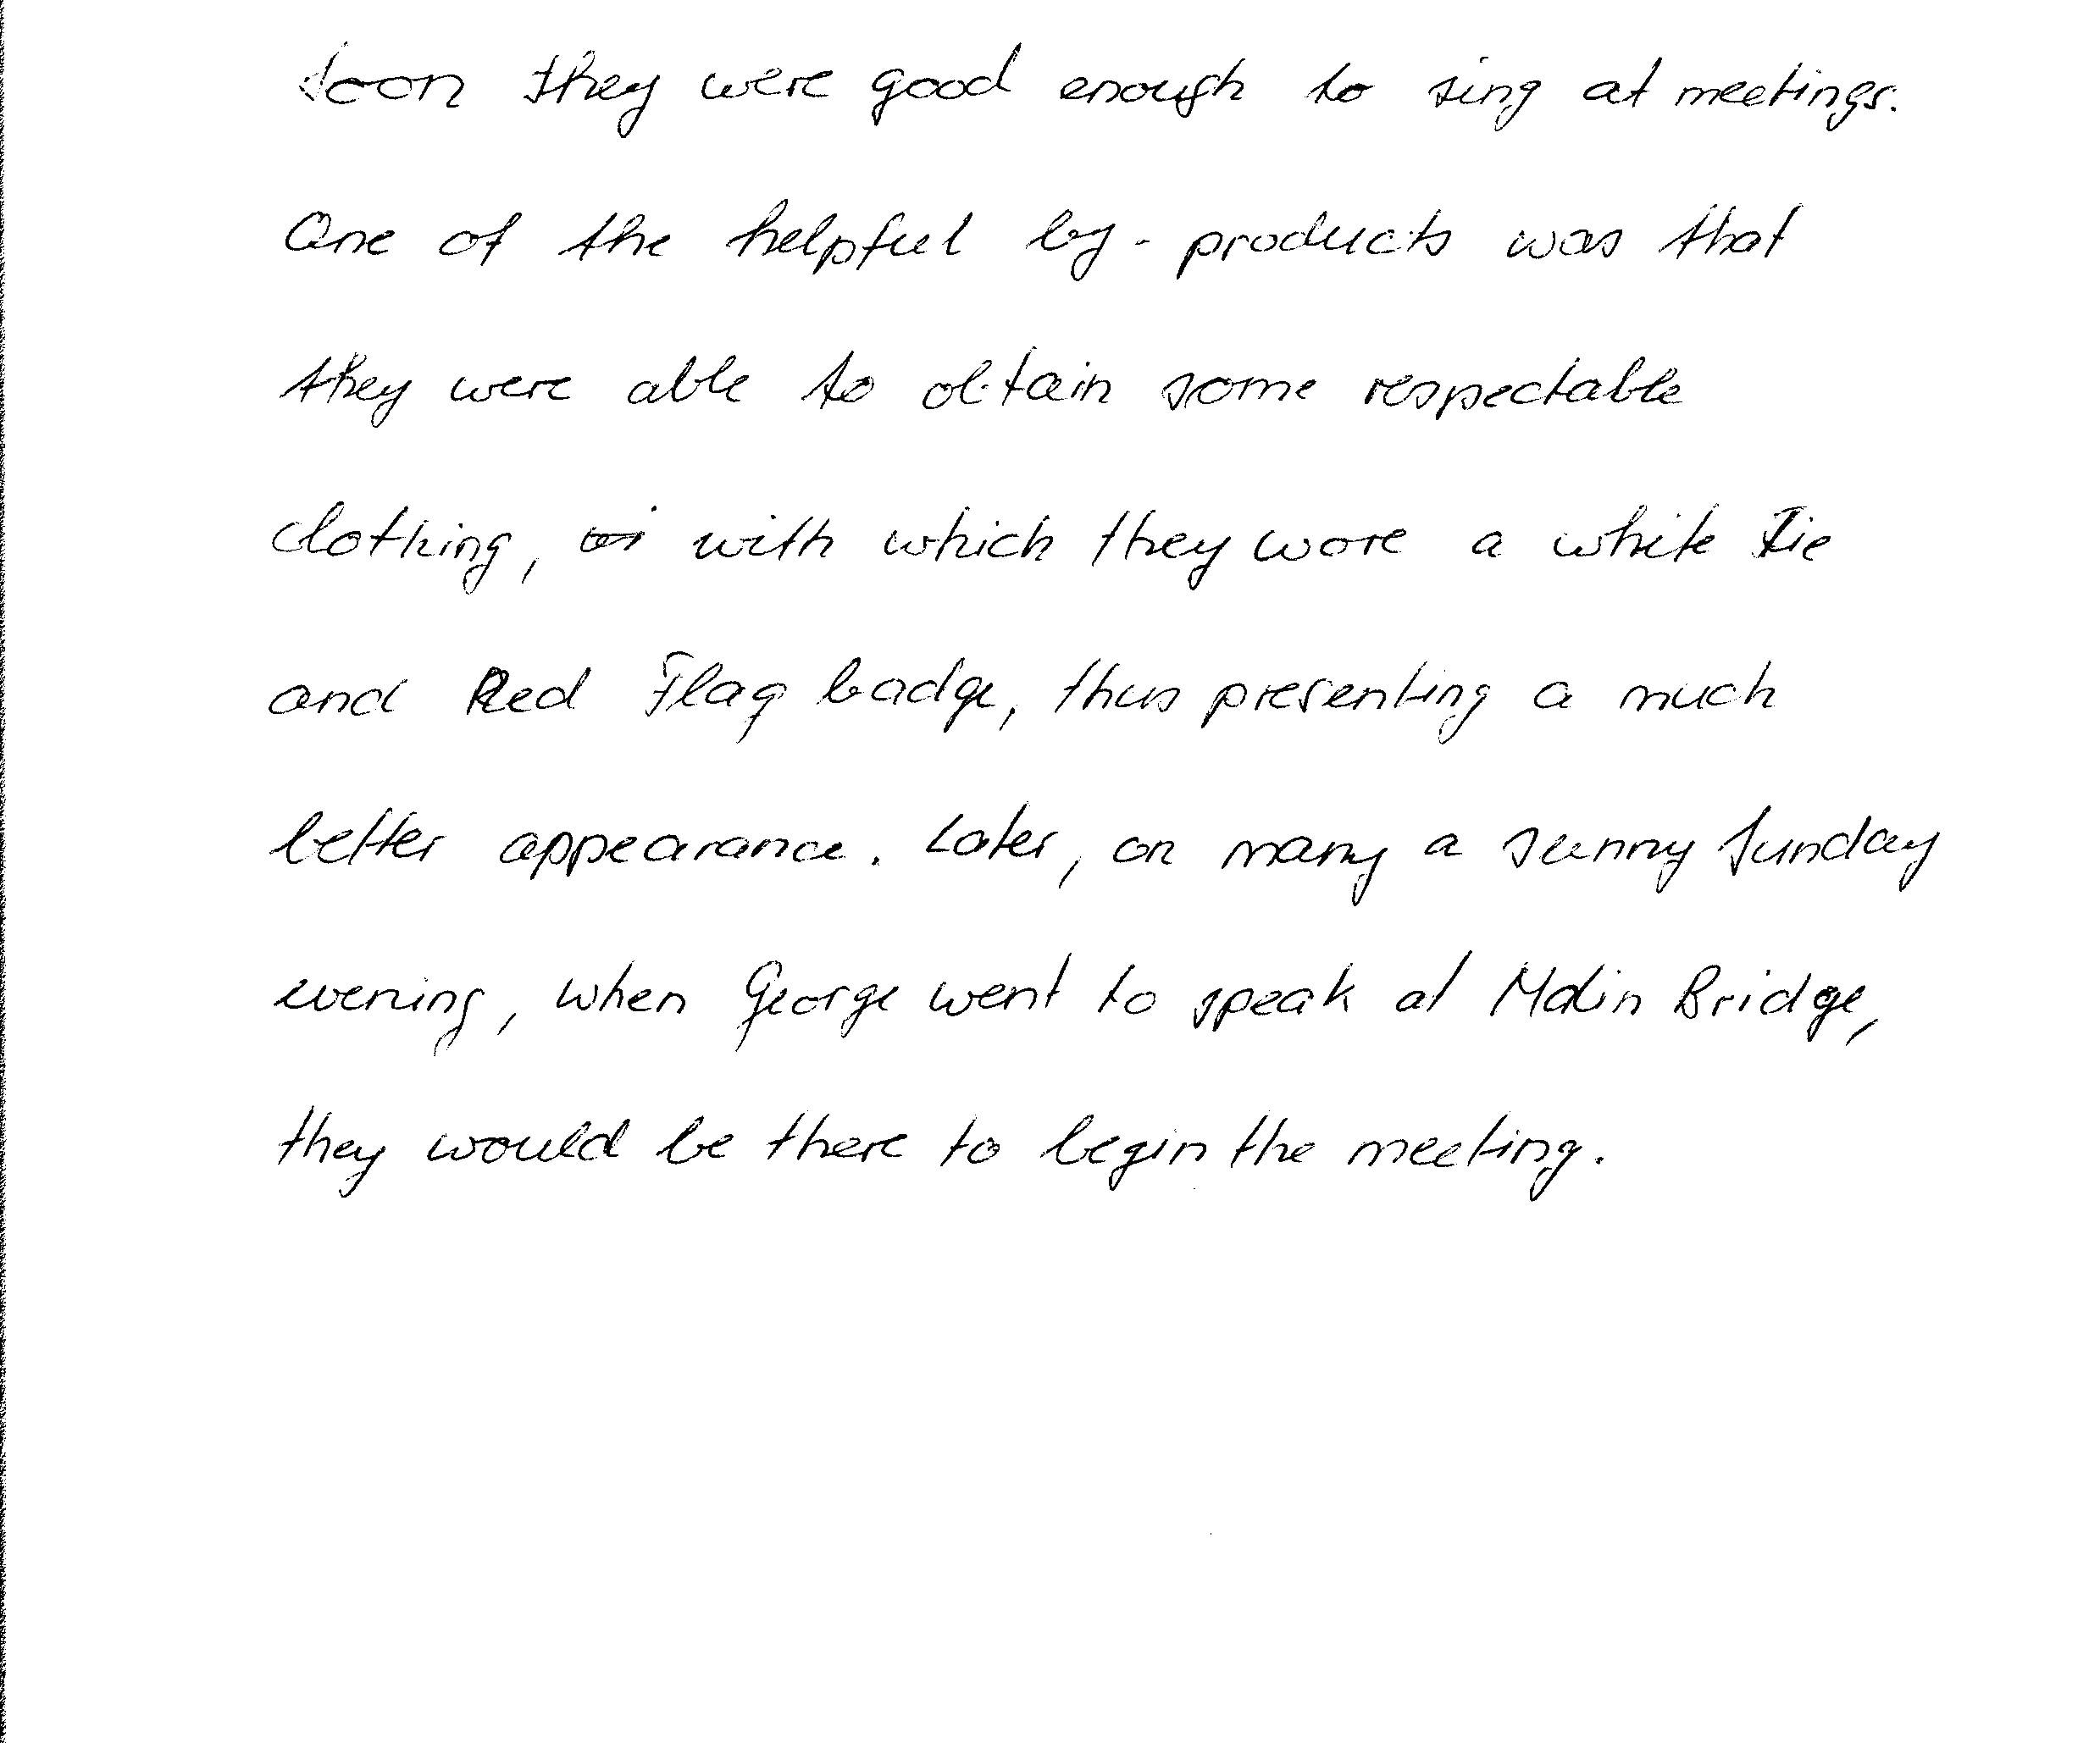 Soon they were good enough to sing at meetings.
One of the helpful by-products was that
they were able to obtain some respectable
clothing, with which they wore a white tie
and Red Flag badge, thus presenting a much
better appearance. Later, on many a sunny Sunday
evening, when George went to speak at Malin Bridge,
they would be there to begin the meeting.